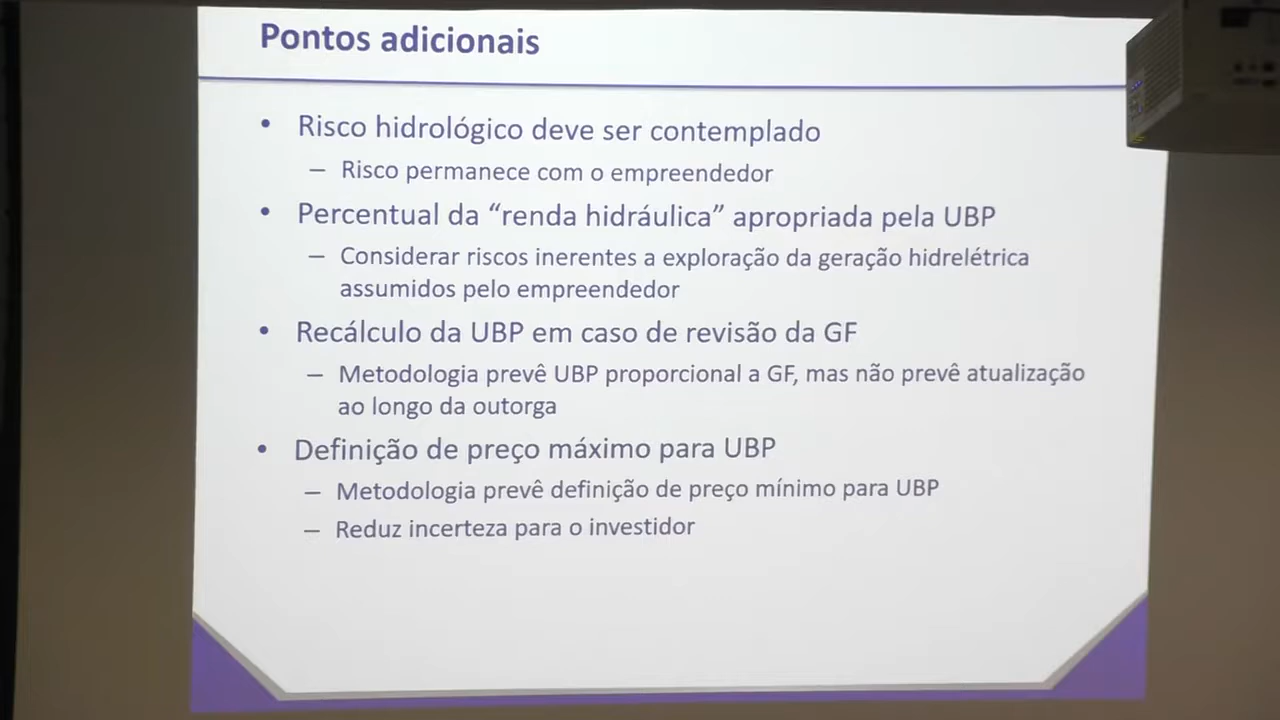 Pontos adicionais
• Risco hidrológico deve ser contemplado
– Risco permanece com o empreendedor
• Percentual da “renda hidráulica” apropriada pela UBP
– Considerar riscos inerentes a exploração da geração hidrelétrica
assumidos pelo empreendedor
• Recálculo da UBP em caso de revisão da GF
– Metodologia prevê UBP proporcional a GF, mas não prevê atualização
ao longo da outorga
• Definição de preço máximo para UBP
– Metodologia prevê definição de preço mínimo para UBP
– Reduz incerteza para o investidor